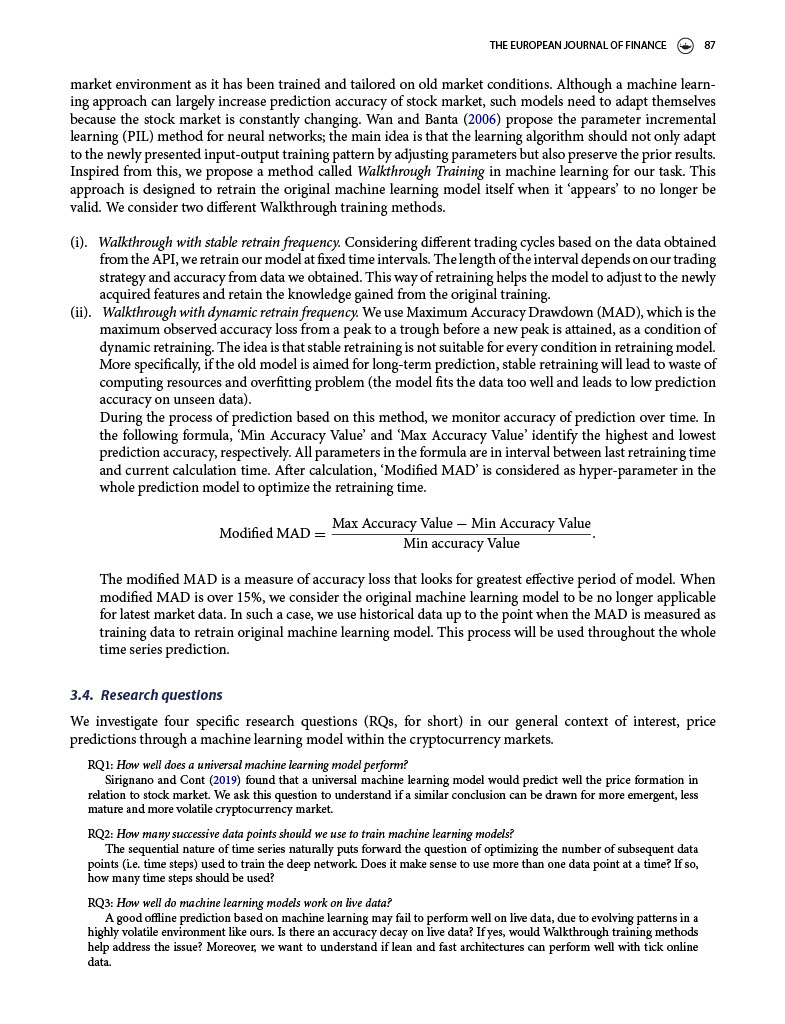 THE EUROPEAN JOURNAL OF FINANCE 87
market environment as it has been trained and tailored on old market conditions. Although a machine learn-
ing approach can largely increase prediction accuracy of stock market, such models need to adapt themselves
because the stock market is constantly changing. Wan and Banta (2006) propose the parameter incremental
learning (PIL) method for neural networks; the main idea is that the learning algorithm should not only adapt
to the newly presented input-output training pattern by adjusting parameters but also preserve the prior results.
Inspired from this, we propose a method called Walkthrough Training in machine learning for our task. This
approach is designed to retrain the original machine learning model itself when it ‘appears’ to no longer be
valid. We consider two different Walkthrough training methods.
(i). Walkthrough with stable retrain frequency. Considering different trading cycles based on the data obtained
from the API, we retrain our model at fixed time intervals. The length of the interval depends on our trading
strategy and accuracy from data we obtained. This way of retraining helps the model to adjust to the newly
acquired features and retain the knowledge gained from the original training.
(ii). Walkthrough with dynamic retrain frequency. We use Maximum Accuracy Drawdown (MAD), which is the
maximum observed accuracy loss from a peak to a trough before a new peak is attained, as a condition of
dynamic retraining. The idea is that stable retraining is not suitable for every condition in retraining model.
More specifically, if the old model is aimed for long-term prediction, stable retraining will lead to waste of
computing resources and overfitting problem (the model fits the data too well and leads to low prediction
accuracy on unseen data).
During the process of prediction based on this method, we monitor accuracy of prediction over time. In
the following formula, ‘Min Accuracy Value’ and ‘Max Accuracy Value’ identify the highest and lowest
prediction accuracy, respectively. All parameters in the formula are in interval between last retraining time
and current calculation time. After calculation, ‘Modified MAD’ is considered as hyper-parameter in the
whole prediction model to optimize the retraining time.
Max Accuracy Value − Min Accuracy Value
Modified MAD = .
Min accuracy Value
The modified MAD is a measure of accuracy loss that looks for greatest effective period of model. When
modified MAD is over 15%, we consider the original machine learning model to be no longer applicable
for latest market data. In such a case, we use historical data up to the point when the MAD is measured as
training data to retrain original machine learning model. This process will be used throughout the whole
time series prediction.
3.4. Research questions
We investigate four specific research questions (RQs, for short) in our general context of interest, price
predictions through a machine learning model within the cryptocurrency markets.
RQ1: How well does a universal machine learning model perform?
Sirignano and Cont (2019) found that a universal machine learning model would predict well the price formation in
relation to stock market. We ask this question to understand if a similar conclusion can be drawn for more emergent, less
mature and more volatile cryptocurrency market.
RQ2: How many successive data points should we use to train machine learning models?
The sequential nature of time series naturally puts forward the question of optimizing the number of subsequent data
points (i.e. time steps) used to train the deep network. Does it make sense to use more than one data point at a time? If so,
how many time steps should be used?
RQ3: How well do machine learning models work on live data?
A good offline prediction based on machine learning may fail to perform well on live data, due to evolving patterns in a
highly volatile environment like ours. Is there an accuracy decay on live data? If yes, would Walkthrough training methods
help address the issue? Moreover, we want to understand if lean and fast architectures can perform well with tick online
data.